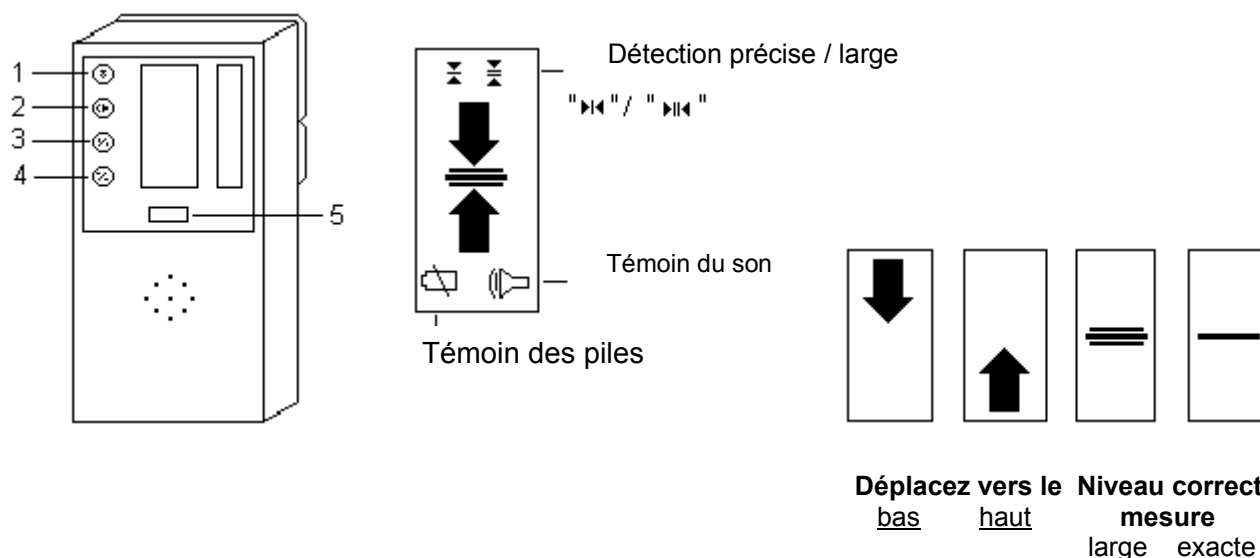 1
2
3
4
5
Détection précise / large
" "/ " "
Témoin du son
Témoin des piles
Déplacez vers le
bas haut
Niveau correct
mesure
large exacte